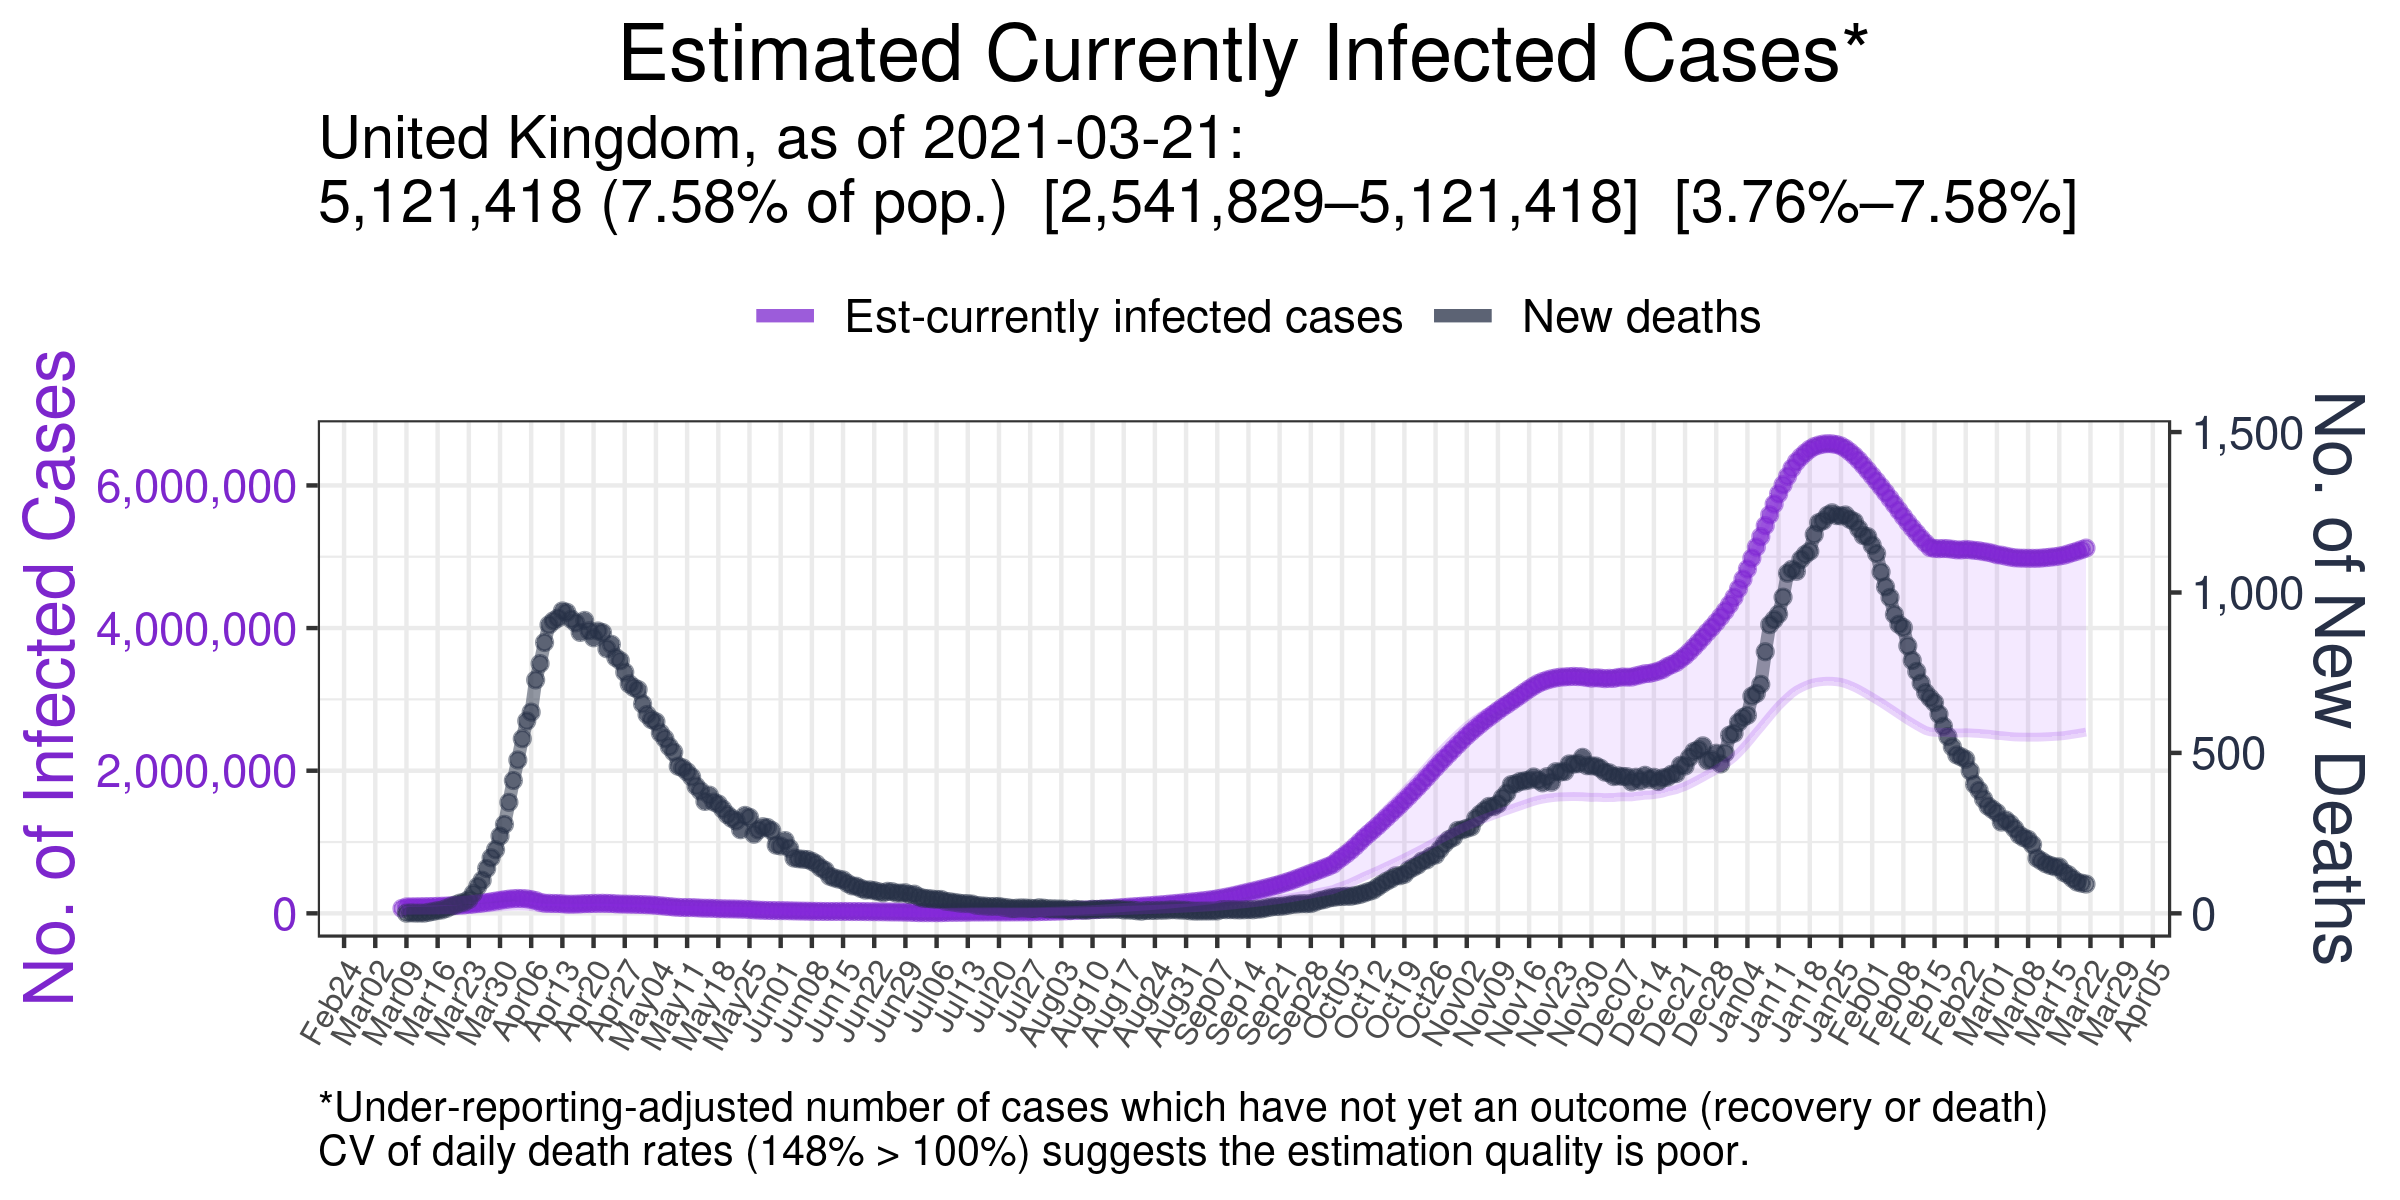 Estimated Currently Infected Cases*
United Kingdom, as of 2021-03-21:
5,121,418 (7.58% of pop.) [2,541,829–5,121,418] [3.76%–7.58%]
Est-currently infected cases New deaths
No. of Infected Cases
6,000,000
4,000,000
2,000,000
0
1,500
1,000
500
0
No. of New Deaths
Feb24 Mar02 Mar09 Mar16 Mar23 Mar30 Apr06 Apr13 Apr20 Apr27 May04 May11 May18 May25 Jun01 Jun08 Jun15 Jun22 Jun29 Jul06 Jul13 Jul20 Jul27 Aug03 Aug10 Aug17 Aug24 Aug31 Sep07 Sep14 Sep21 Sep28 Oct05 Oct12 Oct19 Oct26 Nov02 Nov09 Nov16 Nov23 Nov30 Dec07 Dec14 Dec21 Dec28 Jan04 Jan11 Jan18 Jan25 Feb01 Feb08 Feb15 Feb22 Mar01 Mar08 Mar15 Mar22 Mar29 Apr05
*Under-reporting-adjusted number of cases which have not yet an outcome (recovery or death)
CV of daily death rates (148% > 100%) suggests the estimation quality is poor.